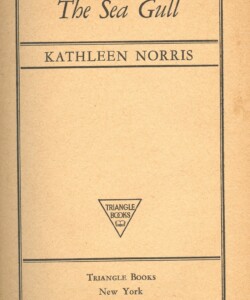 The Sea Gull
KATHLEEN NORRIS
TRIANGLE
BOOKS
TRIANGLE BOOKS
New York